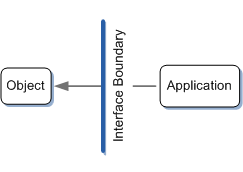 Object
Interface Boundary
Application